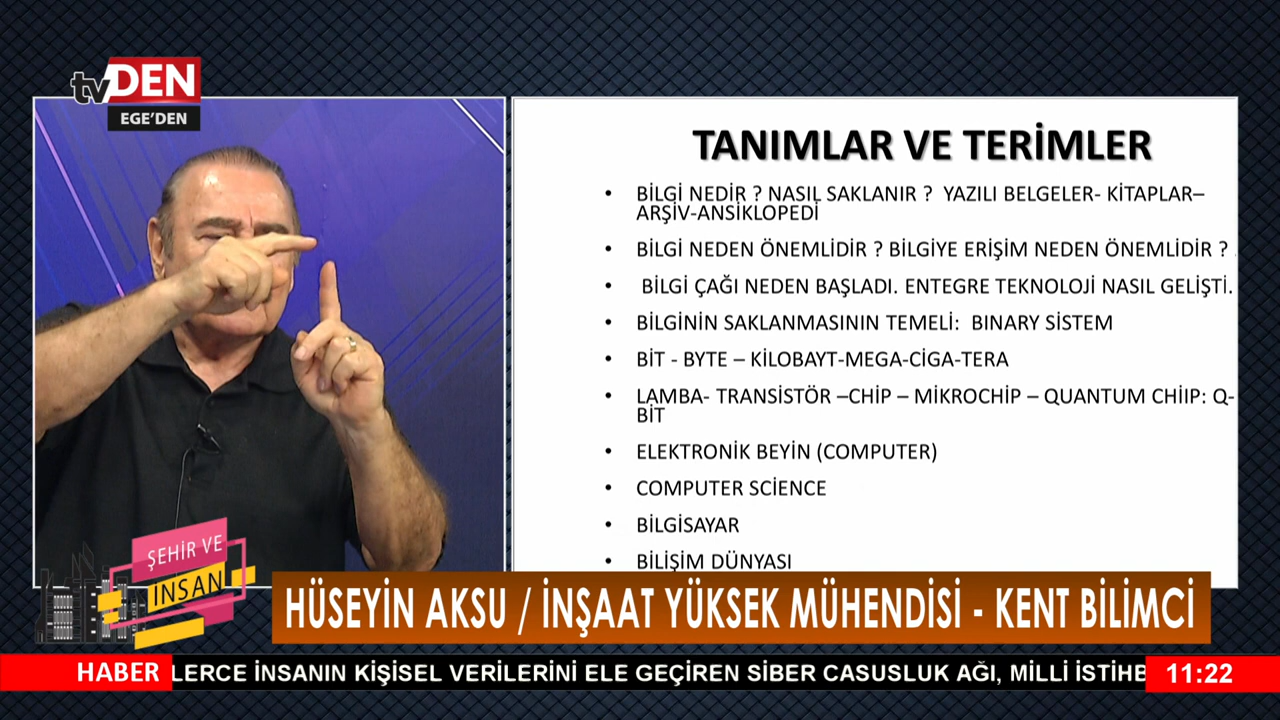 tvDEN
EGE'DEN
TANIMLAR VE TERİMLER
• BİLGİ NEDİR ? NASIL SAKLANIR ?  YAZILI BELGELER- KİTAPLAR–
ARŞİV-ANSİKLOPEDİ
• BİLGİ NEDEN ÖNEMLİDİR ? BİLGİYE ERİŞİM NEDEN ÖNEMLİDİR ?
• BİLGİ ÇAĞI NEDEN BAŞLADI. ENTEGRE TEKNOLOJİ NASIL GELİŞTİ.
• BİLGİNİN SAKLANMASININ TEMELİ:  BINARY SİSTEM
• BİT - BYTE – KİLOBAYT-MEGA-CİGA-TERA
• LAMBA- TRANSİSTÖR –CHİP – MİKROCHİP – QUANTUM CHİIP: Q-
BİT
• ELEKTRONİK BEYİN (COMPUTER)
• COMPUTER SCİENCE
• BİLGİSAYAR
• BİLİŞİM DÜNYASI
ŞEHİR VE
İNSAN
HÜSEYİN AKSU / İNŞAAT YÜKSEK MÜHENDİSİ - KENT BİLİMCİ
HABER LERCE İNSANIN KİŞİSEL VERİLERİNİ ELE GEÇİREN SİBER CASUSLUK AĞI, MİLLİ İSTİHB 11:22